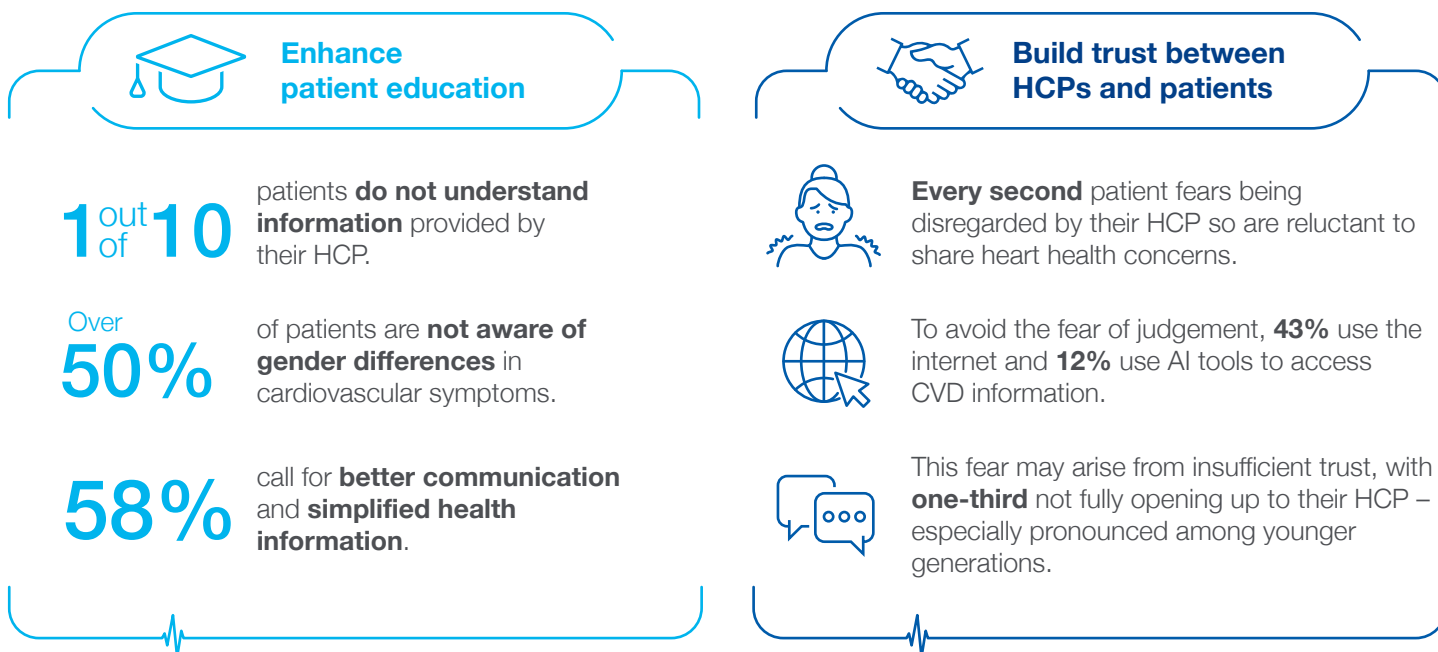 Enhance
patient education
1 out of 10
patients do not understand
information provided by
their HCP.
Over
50%
of patients are not aware of
gender differences in
cardiovascular symptoms.
58%
call for better communication
and simplified health
information.
Build trust between
HCPs and patients
Every second patient fears being
disregarded by their HCP so are reluctant to
share heart health concerns.
To avoid the fear of judgement, 43% use the
internet and 12% use AI tools to access
CVD information.
This fear may arise from insufficient trust, with
one-third not fully opening up to their HCP –
especially pronounced among younger
generations.